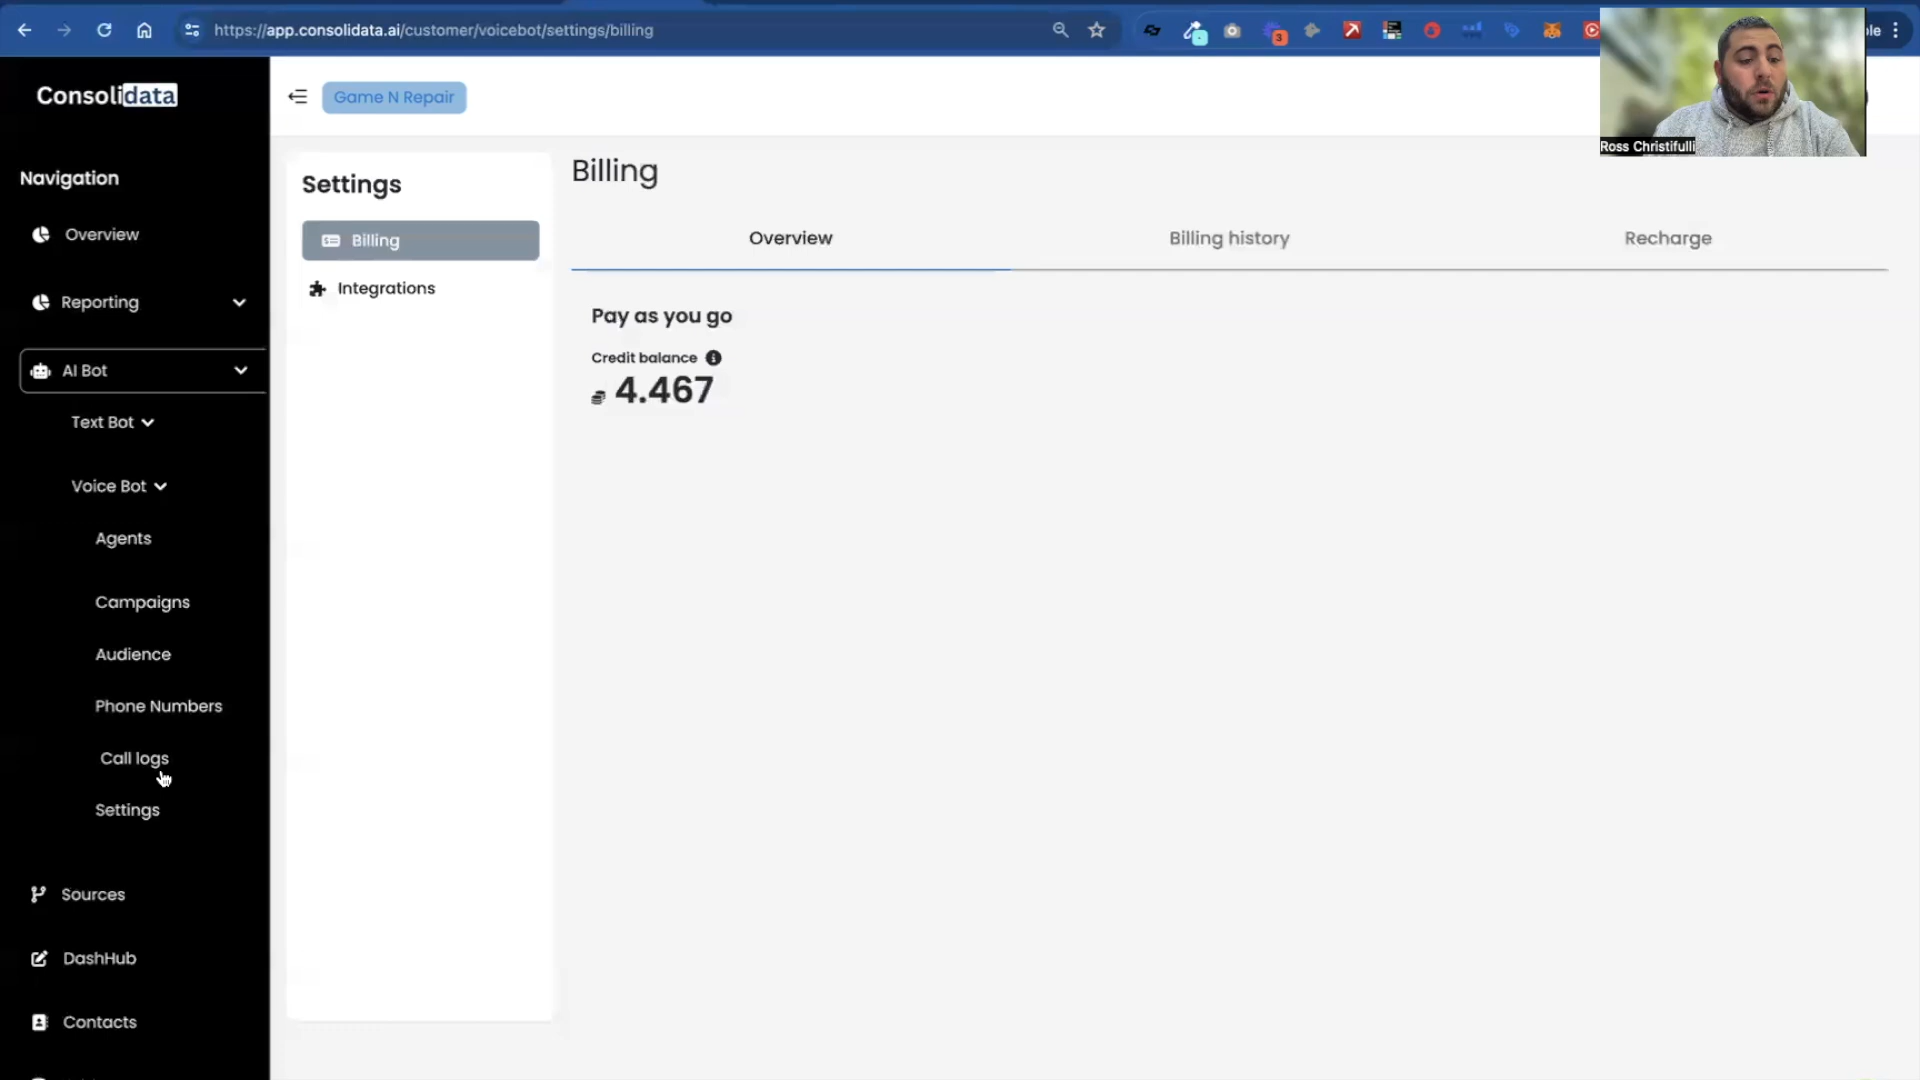 https://app.consolidata.ai/customer/voicebot/settings/billing
3
Consolidata
Game N Repair
Ross Christifulli
Navigation
Overview
Reporting
AI Bot
Text Bot
Voice Bot
Agents
Campaigns
Audience
Phone Numbers
Call logs
Settings
Sources
DashHub
Contacts
Settings
Billing
Integrations
Billing
Overview
Billing history
Recharge
Pay as you go
Credit balance
4.467